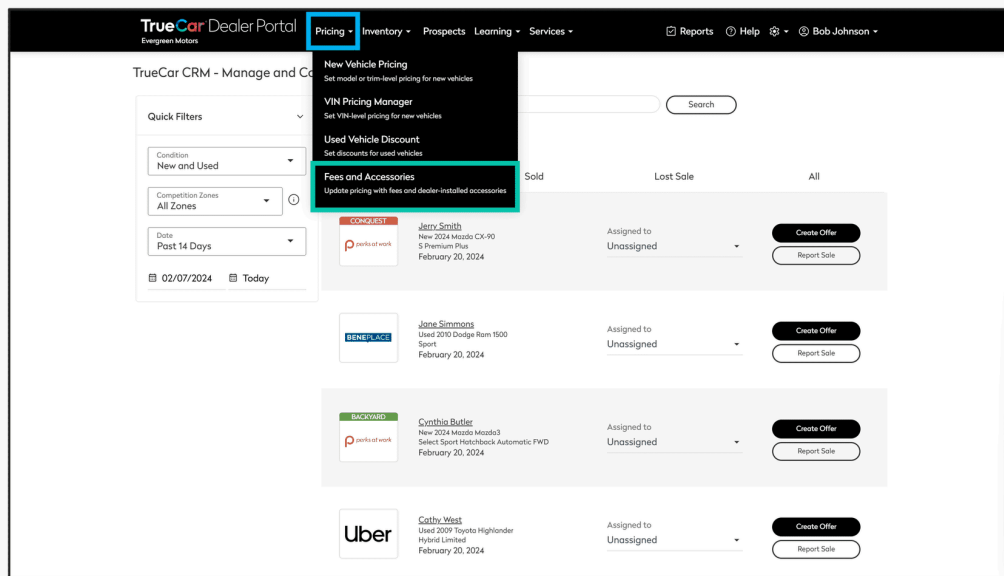 TrueCar Dealer Portal
Evergreen Motors
Pricing
Inventory
Prospects
Learning
Services
Reports
Help
Bob Johnson
New Vehicle Pricing
Set model or trim-level pricing for new vehicles
VIN Pricing Manager
Set VIN-level pricing for new vehicles
Used Vehicle Discount
Set discounts for used vehicles
Fees and Accessories
Update pricing with fees and dealer-installed accessories
TrueCar CRM - Manage and Co
Search
Quick Filters
Condition
New and Used
Competition Zones
All Zones
Date
Past 14 Days
02/07/2024 Today
Sold Lost Sale All
CONQUEST
perks at work
Jerry Smith
New 2024 Mazda CX-90
S Premium Plus
February 20, 2024
Assigned to
Unassigned
Create Offer
Report Sale
BENEPLACE
Jane Simmons
Used 2010 Dodge Ram 1500
Sport
February 20, 2024
Assigned to
Unassigned
Create Offer
Report Sale
BACKYARD
perks at work
Cynthia Butler
New 2024 Mazda Mazda3
Select Sport Hatchback Automatic FWD
February 20, 2024
Assigned to
Unassigned
Create Offer
Report Sale
Uber
Cathy West
Used 2009 Toyota Highlander
Hybrid Limited
February 20, 2024
Assigned to
Unassigned
Create Offer
Report Sale